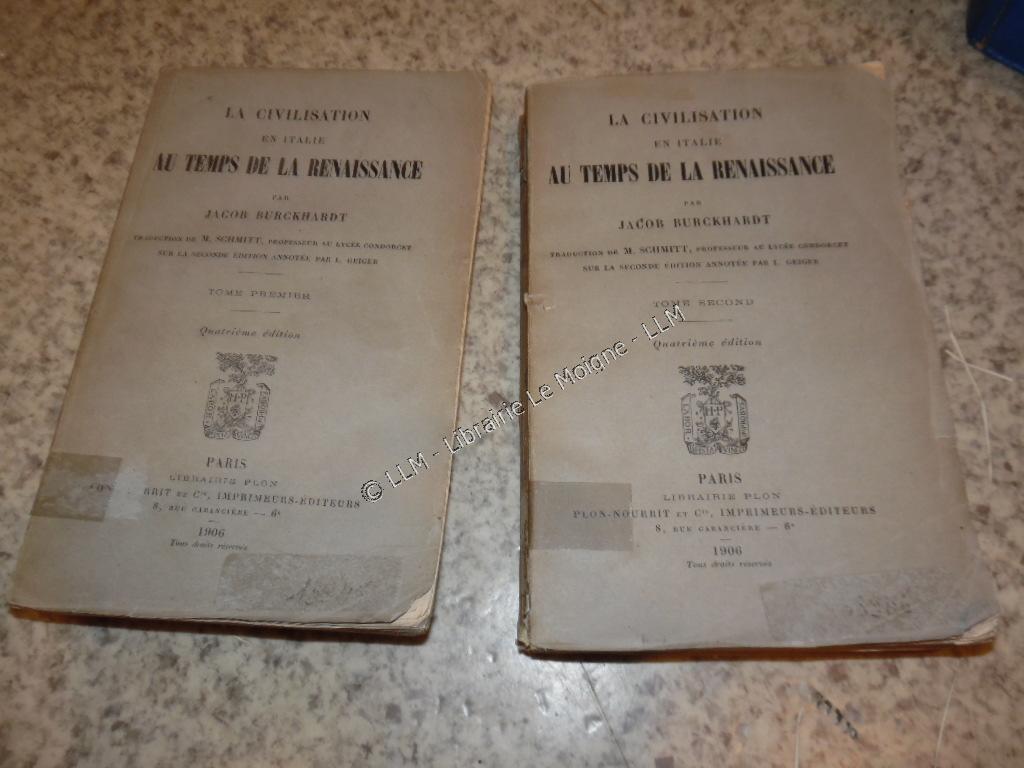 LA CIVILISATION
EN ITALIE
AU TEMPS DE LA RENAISSANCE
PAR
JACOB BURCKHARDT
TRADUCTION DE M. SCHMITT, PROFESSEUR AU LYCÉE CONDORCET
SUR LA SECONDE ÉDITION ANNOTÉE PAR L. GEIGER
TOME PREMIER
Quatrième édition
LABOR
PARIS
LIBRAIRIE PLON
NOURRIT ET Cie, IMPRIMEURS-ÉDITEURS
8, RUE GARANCIÈRE — 6e
1906
Tous droits réservés
LA CIVILISATION
EN ITALIE
AU TEMPS DE LA RENAISSANCE
PAR
JACOB BURCKHARDT
TRADUCTION DE M. SCHMITT, PROFESSEUR AU LYCÉE CONDORCET
SUR LA SECONDE ÉDITION ANNOTÉE PAR L. GEIGER
TOME SECOND
Quatrième édition
LABOR
H P
PARIS
LIBRAIRIE PLON
PLON-NOURRIT ET Cie, IMPRIMEURS-ÉDITEURS
8, RUE GARANCIÈRE — 6e
1906
Tous droits réservés
© LLM - Librairie Le Moigne - LLM